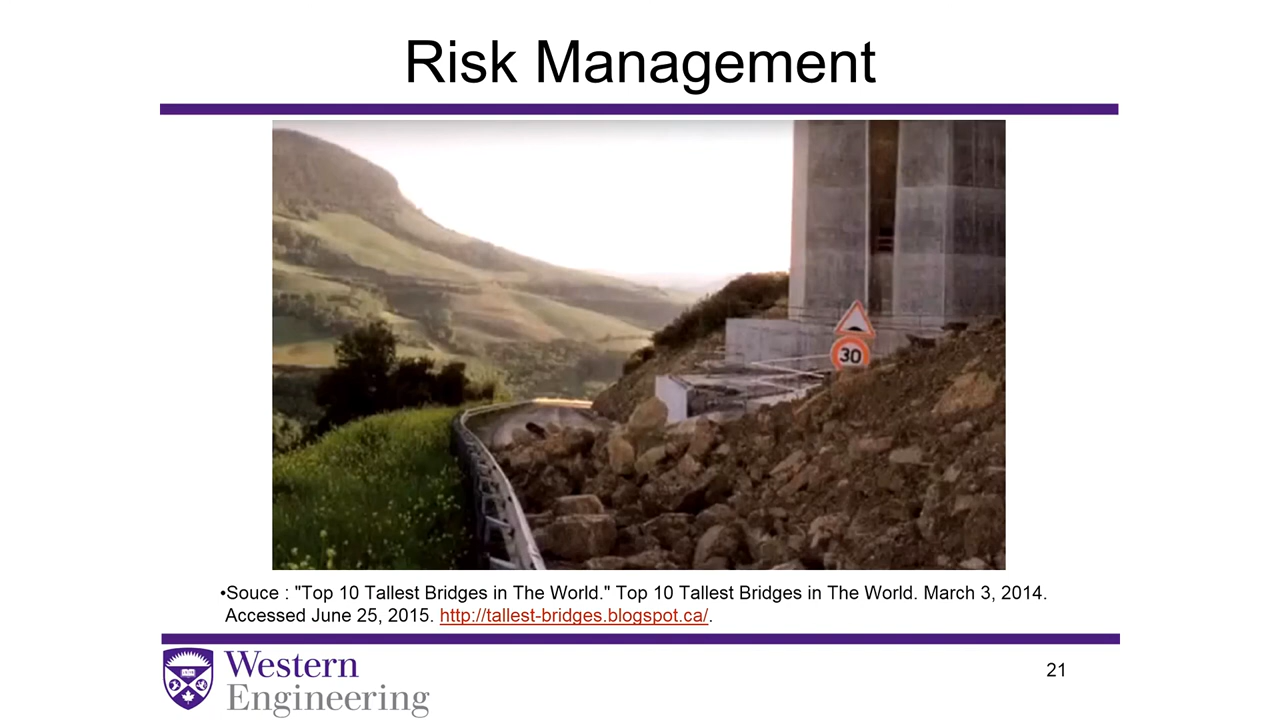 Risk Management
30
•Souce : "Top 10 Tallest Bridges in The World." Top 10 Tallest Bridges in The World. March 3, 2014.
Accessed June 25, 2015. http://tallest-bridges.blogspot.ca/.
Western
Engineering
21